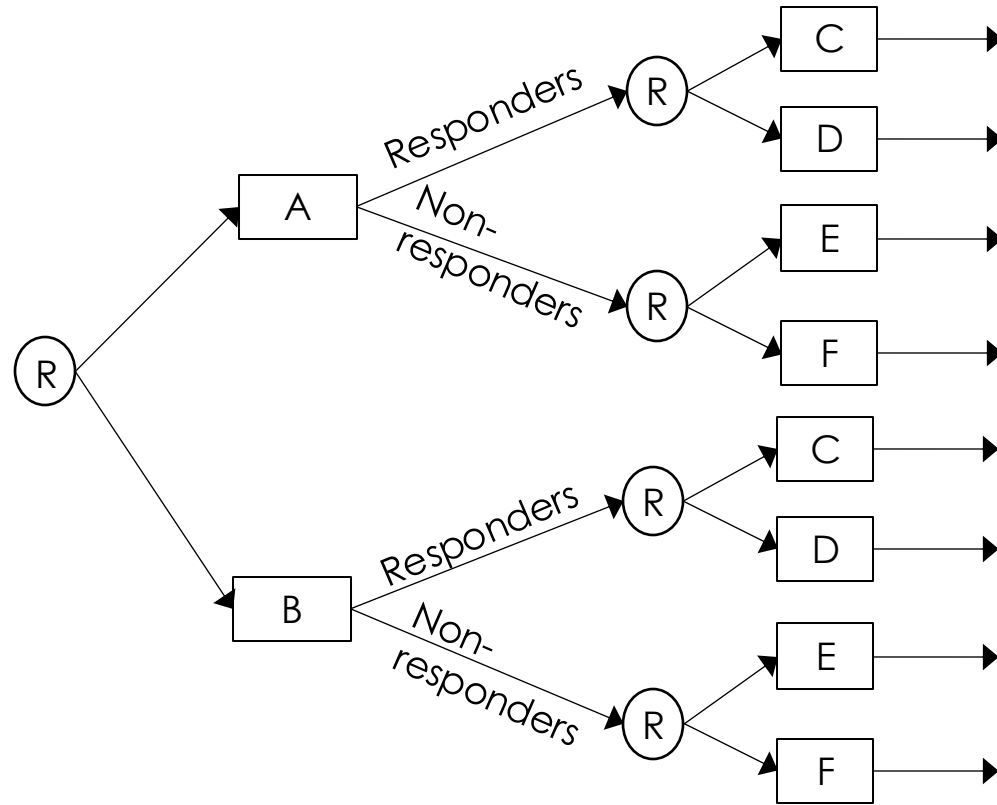 R
A
Responders
Non-
responders
R
C
D
R
E
F
B
Responders
Non-
responders
R
C
D
R
E
F